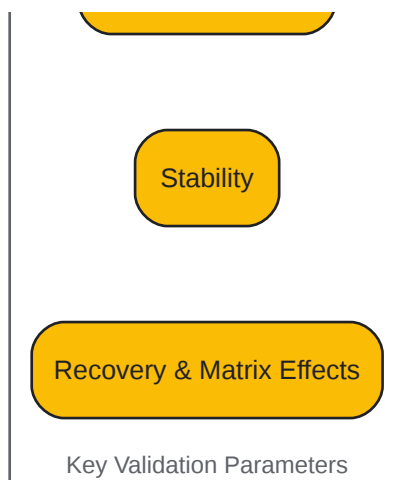 Stability
Recovery & Matrix Effects
Key Validation Parameters